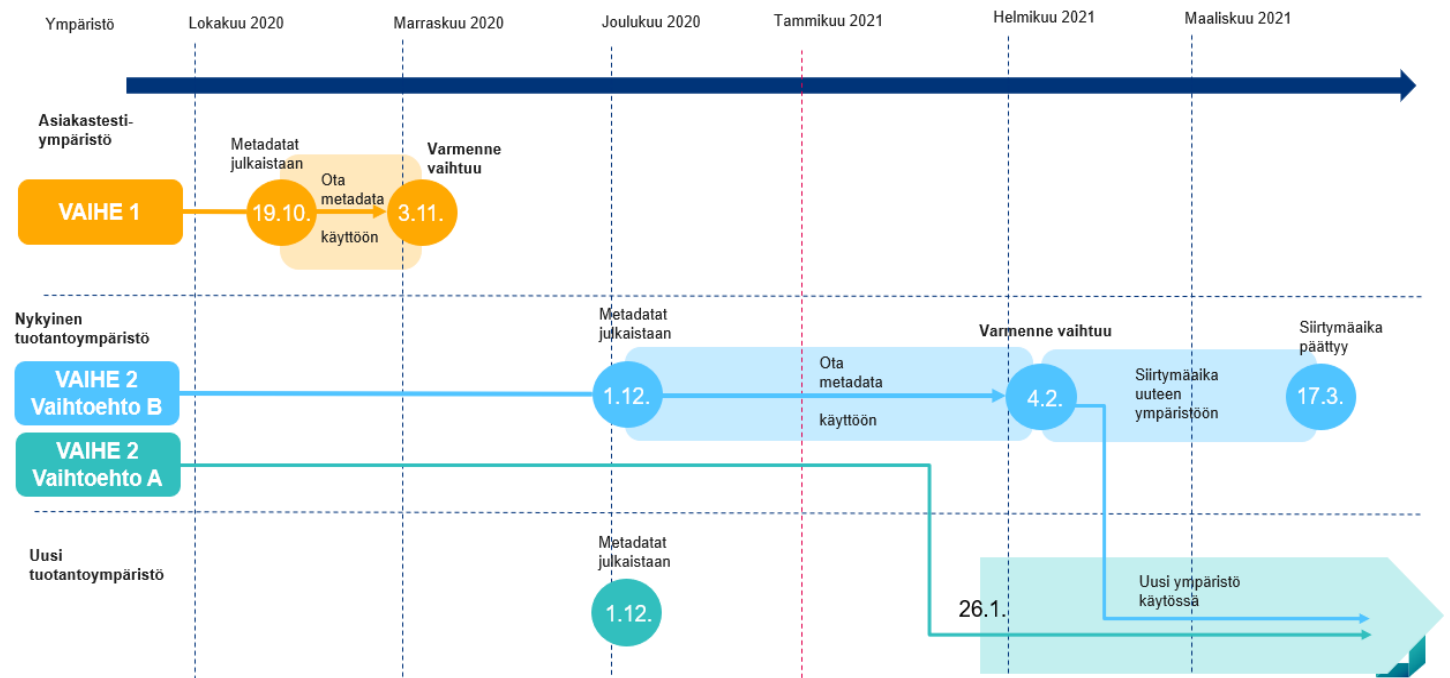 Ympäristö
Lokakuu 2020
Marraskuu 2020
Joulukuu 2020
Tammikuu 2021
Helmikuu 2021
Maaliskuu 2021
Asiakastesti-
ympäristö
Metadatat
julkaistaan
Varmenne
vaihtuu
VAIHE 1
19.10.
Ota
metadata
käyttöön
3.11.
Nykyinen
tuotantoympäristö
Metadatat
julkaistaan
Varmenne vaihtuu
Siirtymäaika
päättyy
VAIHE 2
Vaihtoehto B
1.12.
Ota
metadata
käyttöön
4.2.
Siirtymäaika
uuteen
ympäristöön
17.3.
VAIHE 2
Vaihtoehto A
Uusi
tuotantoympäristö
Metadatat
julkaistaan
1.12.
26.1.
Uusi ympäristö
käytössä